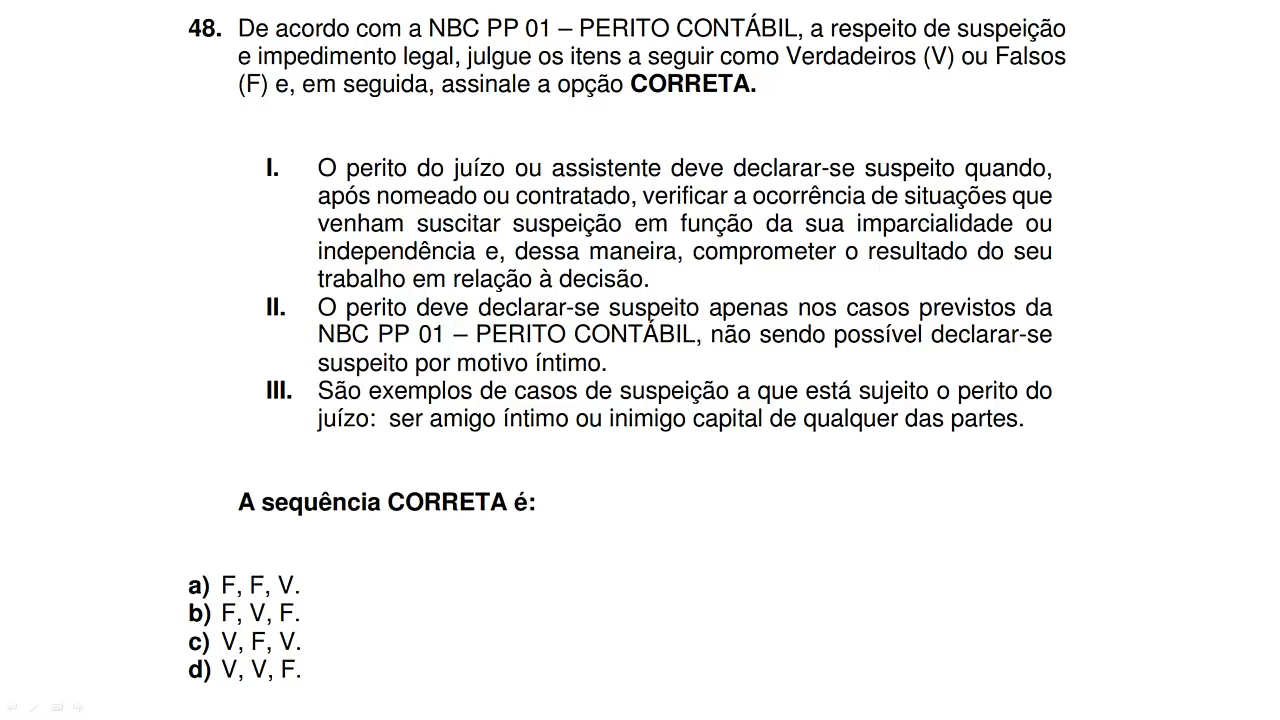 48. De acordo com a NBC PP 01 – PERITO CONTÁBIL, a respeito de suspeição
e impedimento legal, julgue os itens a seguir como Verdadeiros (V) ou Falsos
(F) e, em seguida, assinale a opção CORRETA.
I. O perito do juízo ou assistente deve declarar-se suspeito quando,
após nomeado ou contratado, verificar a ocorrência de situações que
venham suscitar suspeição em função da sua imparcialidade ou
independência e, dessa maneira, comprometer o resultado do seu
trabalho em relação à decisão.
II. O perito deve declarar-se suspeito apenas nos casos previstos da
NBC PP 01 – PERITO CONTÁBIL, não sendo possível declarar-se
suspeito por motivo íntimo.
III. São exemplos de casos de suspeição a que está sujeito o perito do
juízo: ser amigo íntimo ou inimigo capital de qualquer das partes.
A sequência CORRETA é:
a) F, F, V.
b) F, V, F.
c) V, F, V.
d) V, V, F.